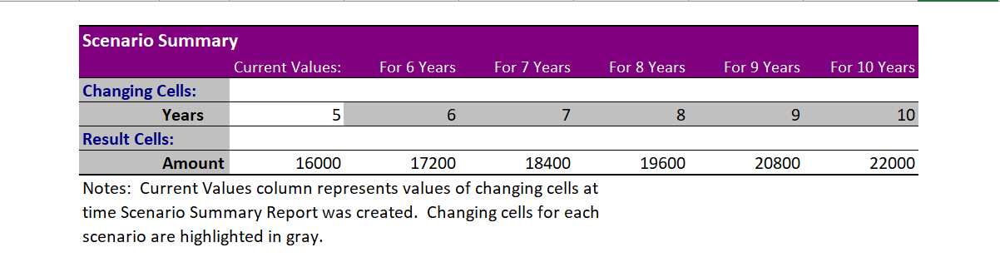 Scenario Summary
Current Values: For 6 Years For 7 Years For 8 Years For 9 Years For 10 Years
Changing Cells:
Years 5 6 7 8 9 10
Result Cells:
Amount 16000 17200 18400 19600 20800 22000
Notes: Current Values column represents values of changing cells at
time Scenario Summary Report was created. Changing cells for each
scenario are highlighted in gray.